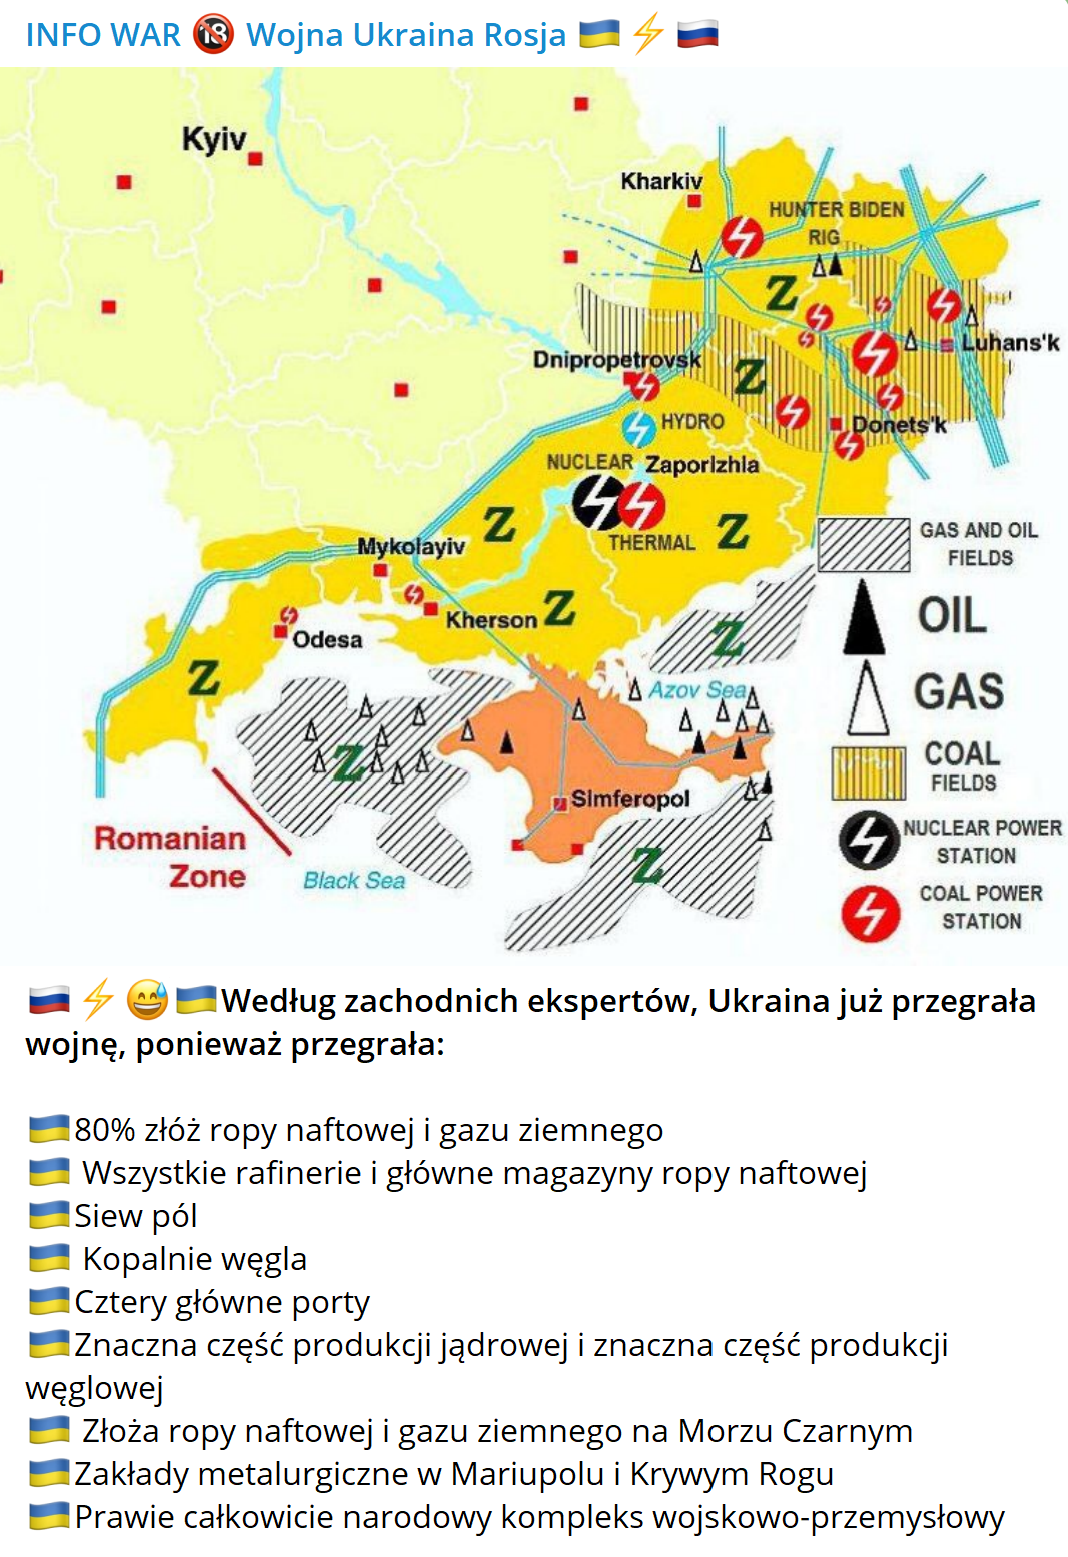 INFO WAR 🔞 Wojna Ukraina Rosja 🇺🇦⚡🇷🇺
Kyiv
Kharkiv
HUNTER BIDEN
RIG
Z
Luhans'k
Dnipropetrovsk
Z
Donets'k
HYDRO
NUCLEAR
Zaporizhia
THERMAL
Z
Z
Mykolayiv
Kherson
Z
Odesa
Z
Z
Azov Sea
Z
Simferopol
Z
Romanian
Zone
Black Sea
GAS AND OIL
FIELDS
OIL
GAS
COAL
FIELDS
NUCLEAR POWER
STATION
COAL POWER
STATION
🇷🇺⚡😅🇺🇦Według zachodnich ekspertów, Ukraina już przegrała
wojnę, ponieważ przegrała:
🇺🇦80% złóż ropy naftowej i gazu ziemnego
🇺🇦 Wszystkie rafinerie i główne magazyny ropy naftowej
🇺🇦Siew pól
🇺🇦 Kopalnie węgla
🇺🇦Cztery główne porty
🇺🇦Znaczna część produkcji jądrowej i znaczna część produkcji
węglowej
🇺🇦 Złoża ropy naftowej i gazu ziemnego na Morzu Czarnym
🇺🇦Zakłady metalurgiczne w Mariupolu i Krywym Rogu
🇺🇦Prawie całkowicie narodowy kompleks wojskowo-przemysłowy